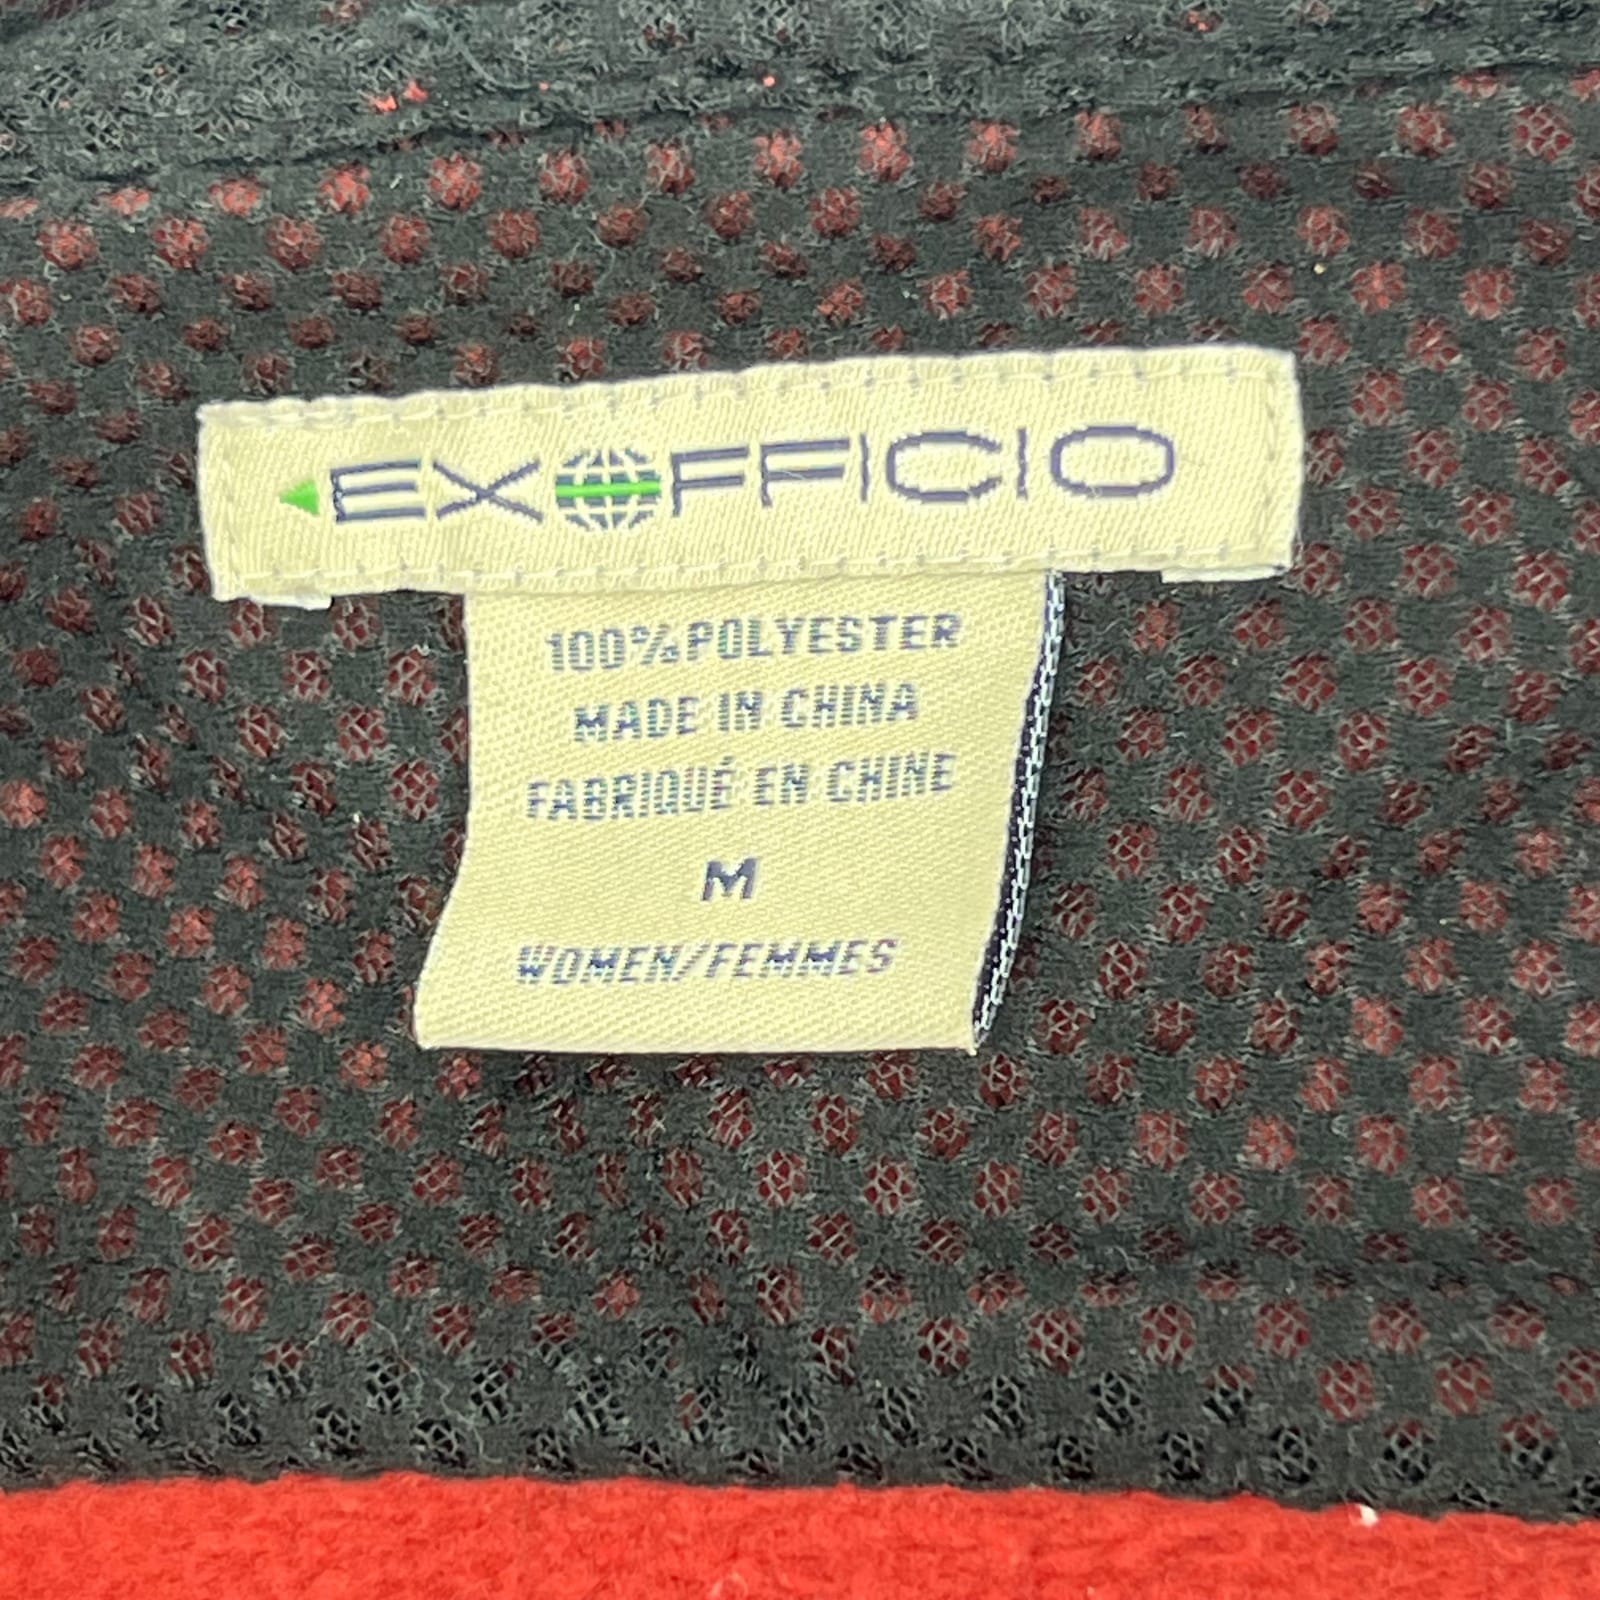 EXOFFICIO
100%POLYESTER
MADE IN CHINA
FABRIQUÉ EN CHINE
M
WOMEN/FEMMES